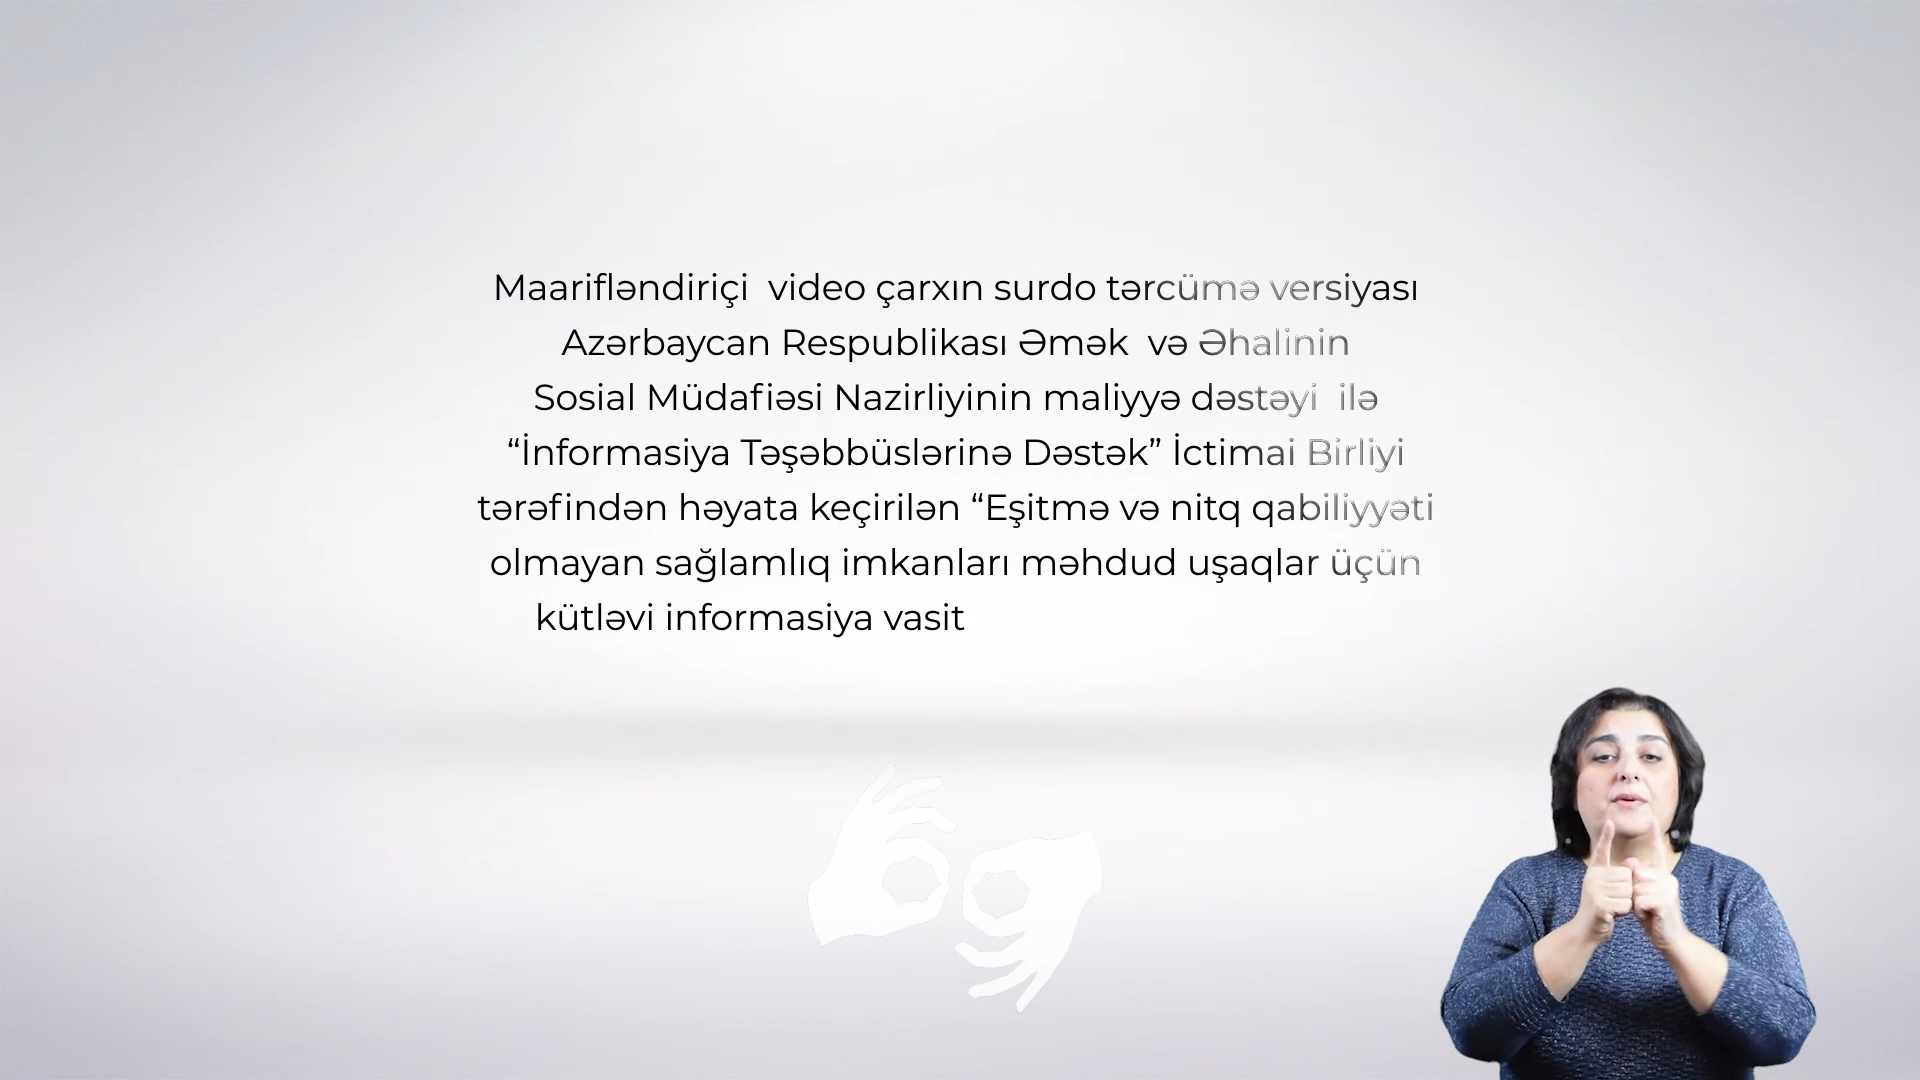 Maarifləndiriçi video çarxın surdo tərcümə versiyası
Azərbaycan Respublikası Əmək və Əhalinin
Sosial Müdafiəsi Nazirliyinin maliyyə dəstəyi ilə
“İnformasiya Təşəbbüslərinə Dəstək” İctimai Birliyi
tərəfindən həyata keçirilən “Eşitmə və nitq qabiliyyəti
olmayan sağlamlıq imkanları məhdud uşaqlar üçün
kütləvi informasiya vasit